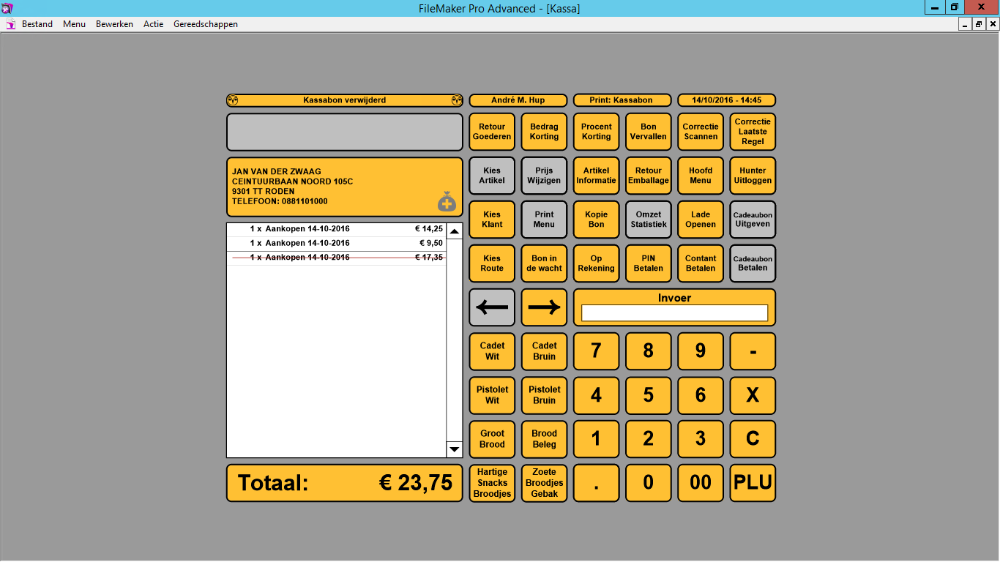 FileMaker Pro Advanced - [Kassa]
Bestand Menu Bewerken Actie Gereedschappen
Kassabon verwijderd
André M. Hup
Print: Kassabon
14/10/2016 - 14:45
Retour
Goederen
Bedrag
Korting
Procent
Korting
Bon
Vervallen
Correctie
Scannen
Correctie
Laatste
Regel
JAN VAN DER ZWAAG
CEINTUURBAAN NOORD 105C
9301 TT RODEN
TELEFOON: 0881101000
Kies
Artikel
Prijs
Wijzigen
Artikel
Informatie
Retour
Emballage
Hoofd
Menu
Hunter
Uitloggen
Kies
Klant
Print
Menu
Kopie
Bon
Omzet
Statistiek
Lade
Openen
Cadeaubon
Uitgeven
1 x Aankopen 14-10-2016 € 14,25
1 x Aankopen 14-10-2016 € 9,50
1 x Aankopen 14-10-2016 € 17,35
Kies
Route
Bon in
de wacht
Op
Rekening
PIN
Betalen
Contant
Betalen
Cadeaubon
Betalen
Invoer
Cadet
Wit
Cadet
Bruin
7 8 9 -
Pistolet
Wit
Pistolet
Bruin
4 5 6 X
Groot
Brood
Brood
Beleg
1 2 3 C
Totaal: € 23,75
Hartige
Snacks
Broodjes
Zoete
Broodjes
Gebak
. 0 00 PLU